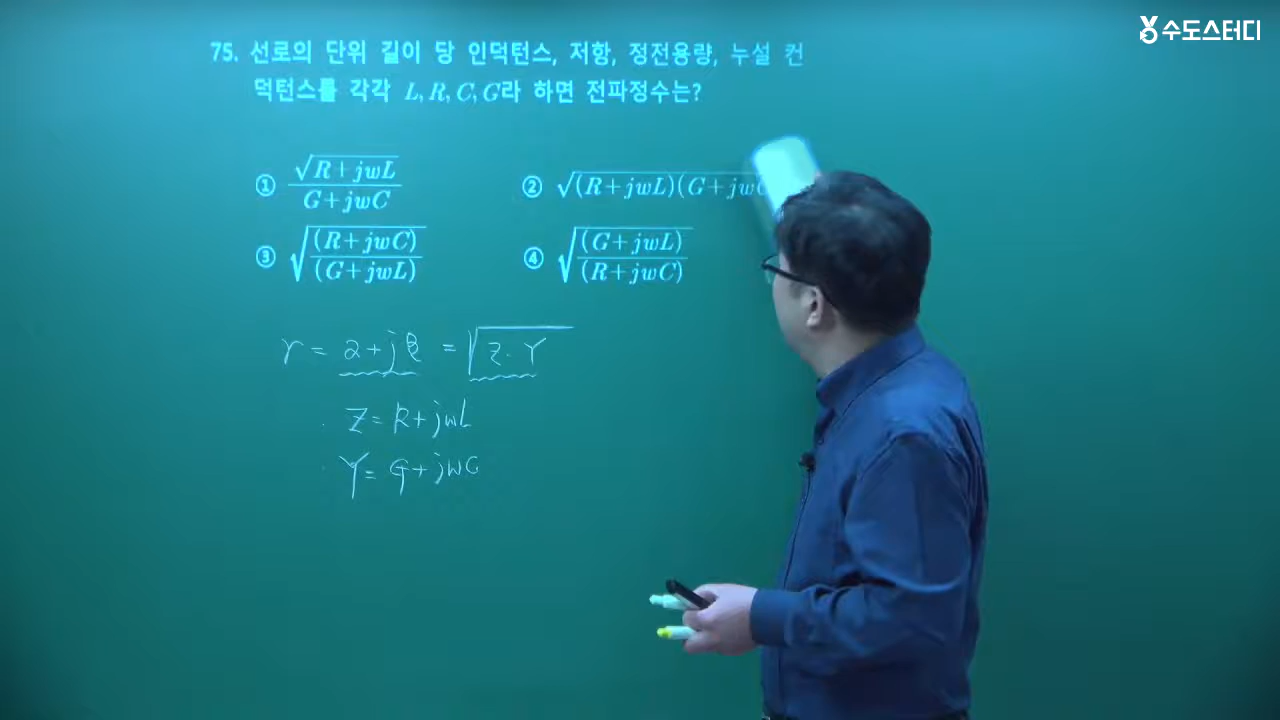 수도스터디
75. 선로의 단위 길이 당 인덕턴스, 저항, 정전용량, 누설 컨
덕턴스를 각각 L, R, C, G라 하면 전파정수는?
① √R+jwL / G+jwC
② √(R+jwL)(G+jw
③ √(R+jwC) / (G+jwL)
④ √(G+jwL) / (R+jwC)
r = α+jβ = √Z·Y
Z = R+jwL
Y = G+jwC